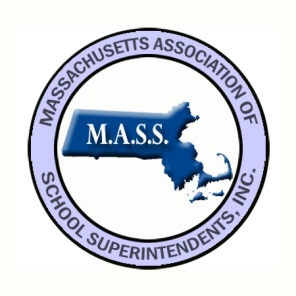 MASSACHUSETTS ASSOCIATION OF
M.A.S.S.
SCHOOL SUPERINTENDENTS, INC.